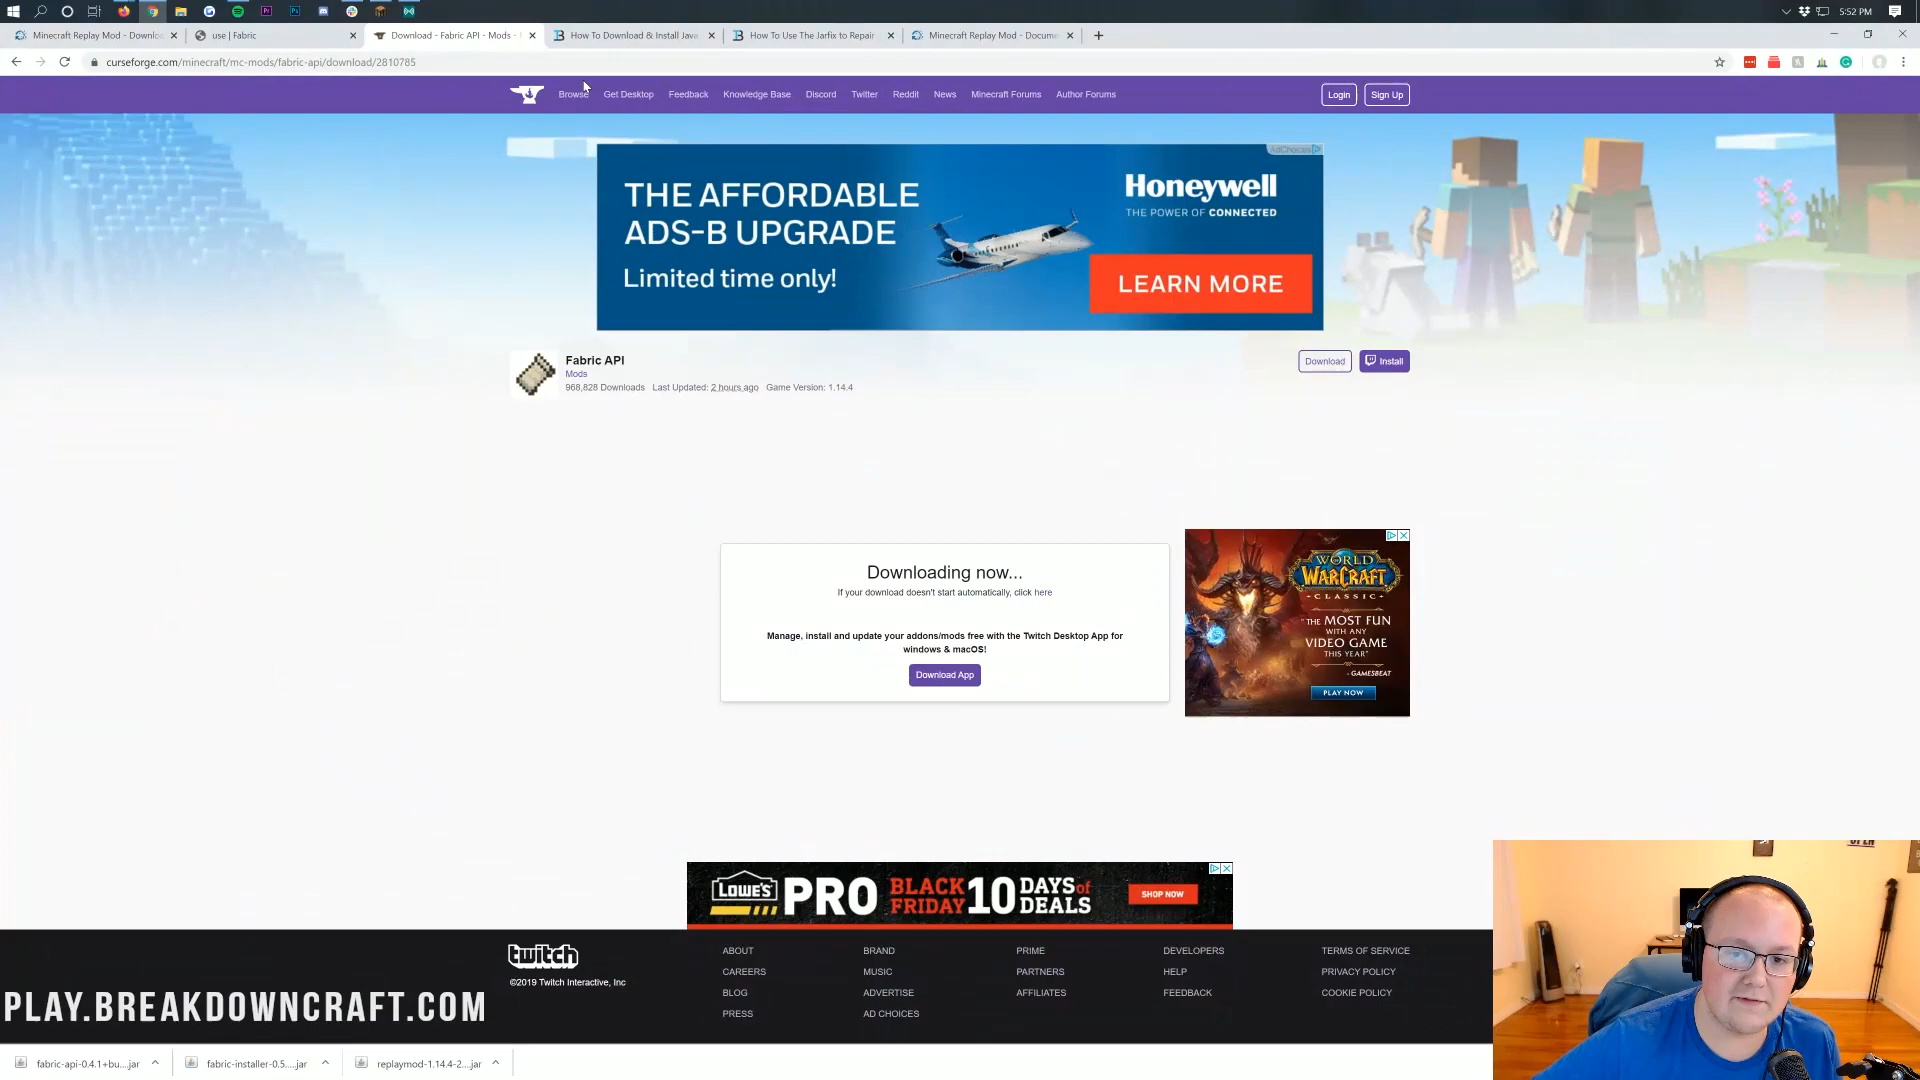 5:52 PM
Minecraft Replay Mod - Downlo
use | Fabric
Download - Fabric API - Mods -
How To Download & Install Java
How To Use The Jarfix to Repair
Minecraft Replay Mod - Docume
curseforge.com/minecraft/mc-mods/fabric-api/download/2810785
Browse Get Desktop Feedback Knowledge Base Discord Twitter Reddit News Minecraft Forums Author Forums Login Sign Up
AdChoices
THE AFFORDABLE
ADS-B UPGRADE
Limited time only!
Honeywell
THE POWER OF CONNECTED
LEARN MORE
Fabric API
Mods
968,828 Downloads Last Updated: 2 hours ago Game Version: 1.14.4
Download Install
Downloading now...
If your download doesn't start automatically, click here
Manage, install and update your addons/mods free with the Twitch Desktop App for
windows & macOS!
Download App
WORLD
OF
WARCRAFT
CLASSIC
"THE MOST FUN
WITH ANY
VIDEO GAME
THIS YEAR"
- GAMESBEAT
PLAY NOW
LOWE'S
PRO
BLACK
FRIDAY
10
DAYS of
DEALS
SHOP NOW
twitch
©2019 Twitch Interactive, Inc
ABOUT BRAND PRIME DEVELOPERS TERMS OF SERVICE
CAREERS MUSIC PARTNERS HELP PRIVACY POLICY
BLOG ADVERTISE AFFILIATES FEEDBACK COOKIE POLICY
PRESS AD CHOICES
PLAY.BREAKDOWNCRAFT.COM
OPEN
fabric-api-0.4.1+bu....jar
fabric-installer-0.5....jar
replaymod-1.14.4-2....jar